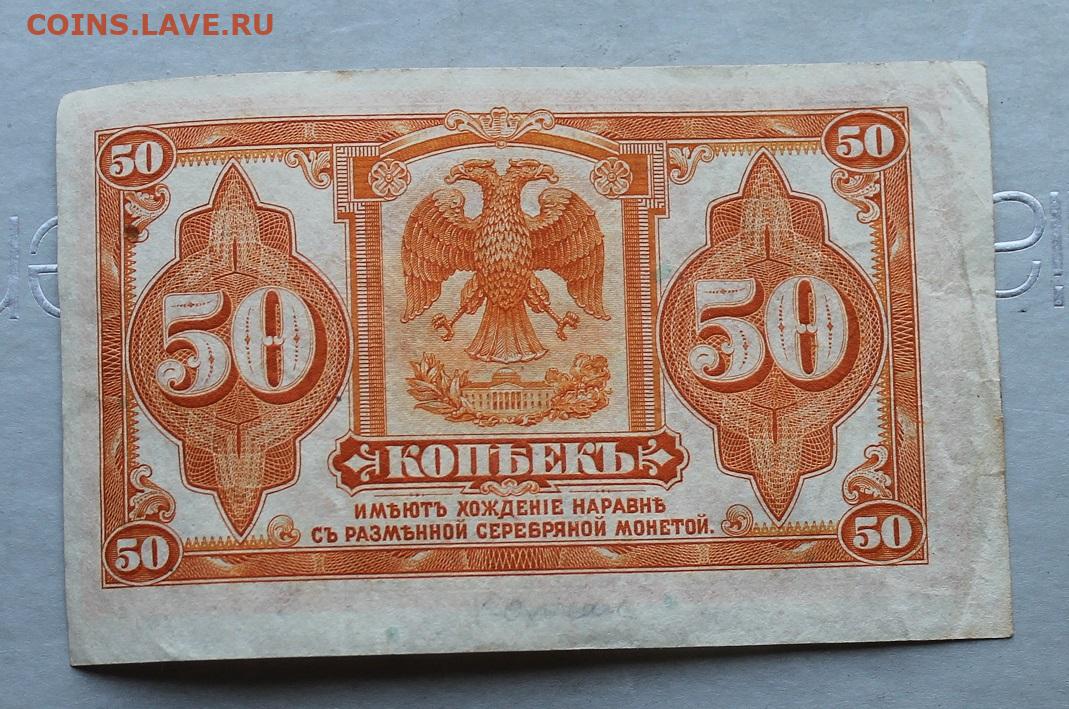 COINS.LAVE.RU
50 50
50 50
КОПѢЕКЪ
ИМѢЮТЪ ХОЖДЕНІЕ НАРАВНѢ
СЪ РАЗМѢННОЙ СЕРЕБРЯНОЙ МОНЕТОЙ.
50 50